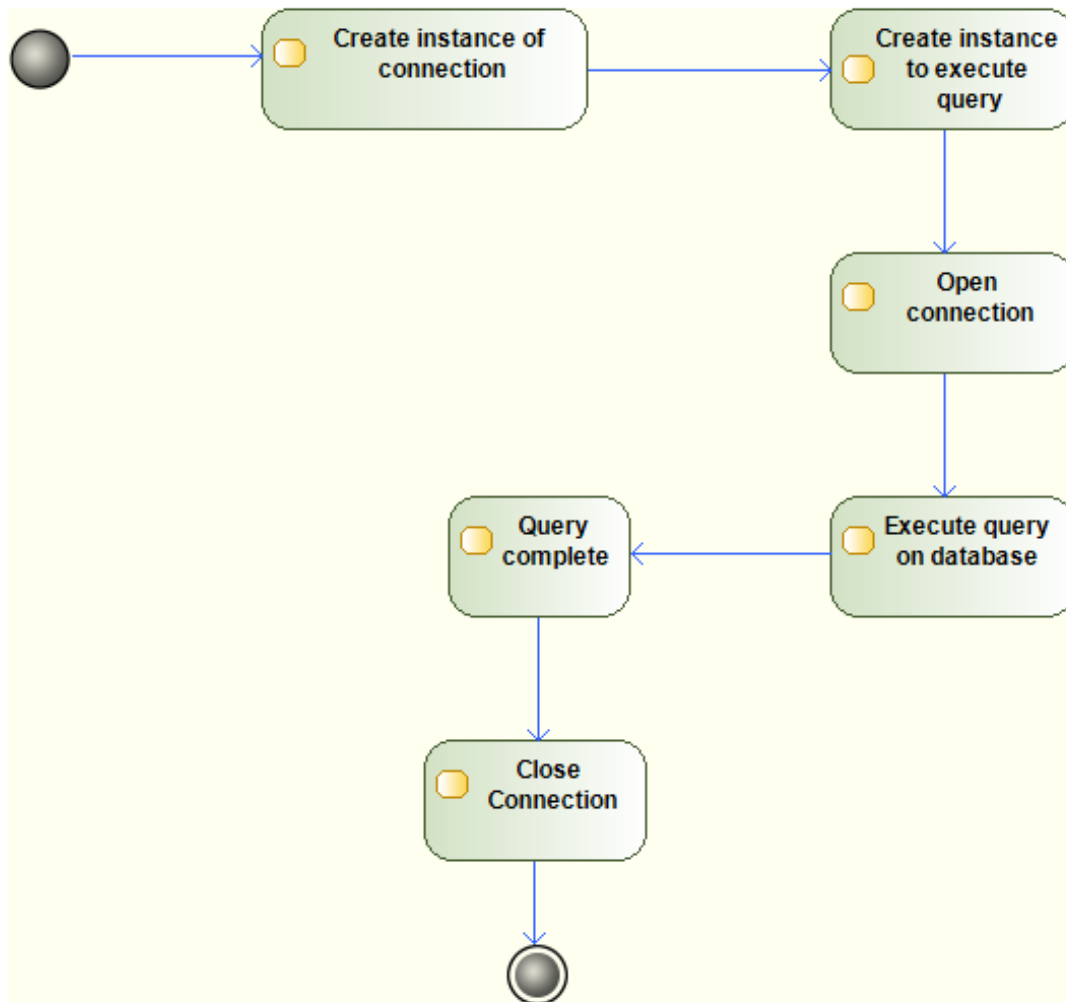 Create instance of
connection
Create instance
to execute
query
Open
connection
Execute query
on database
Query
complete
Close
Connection